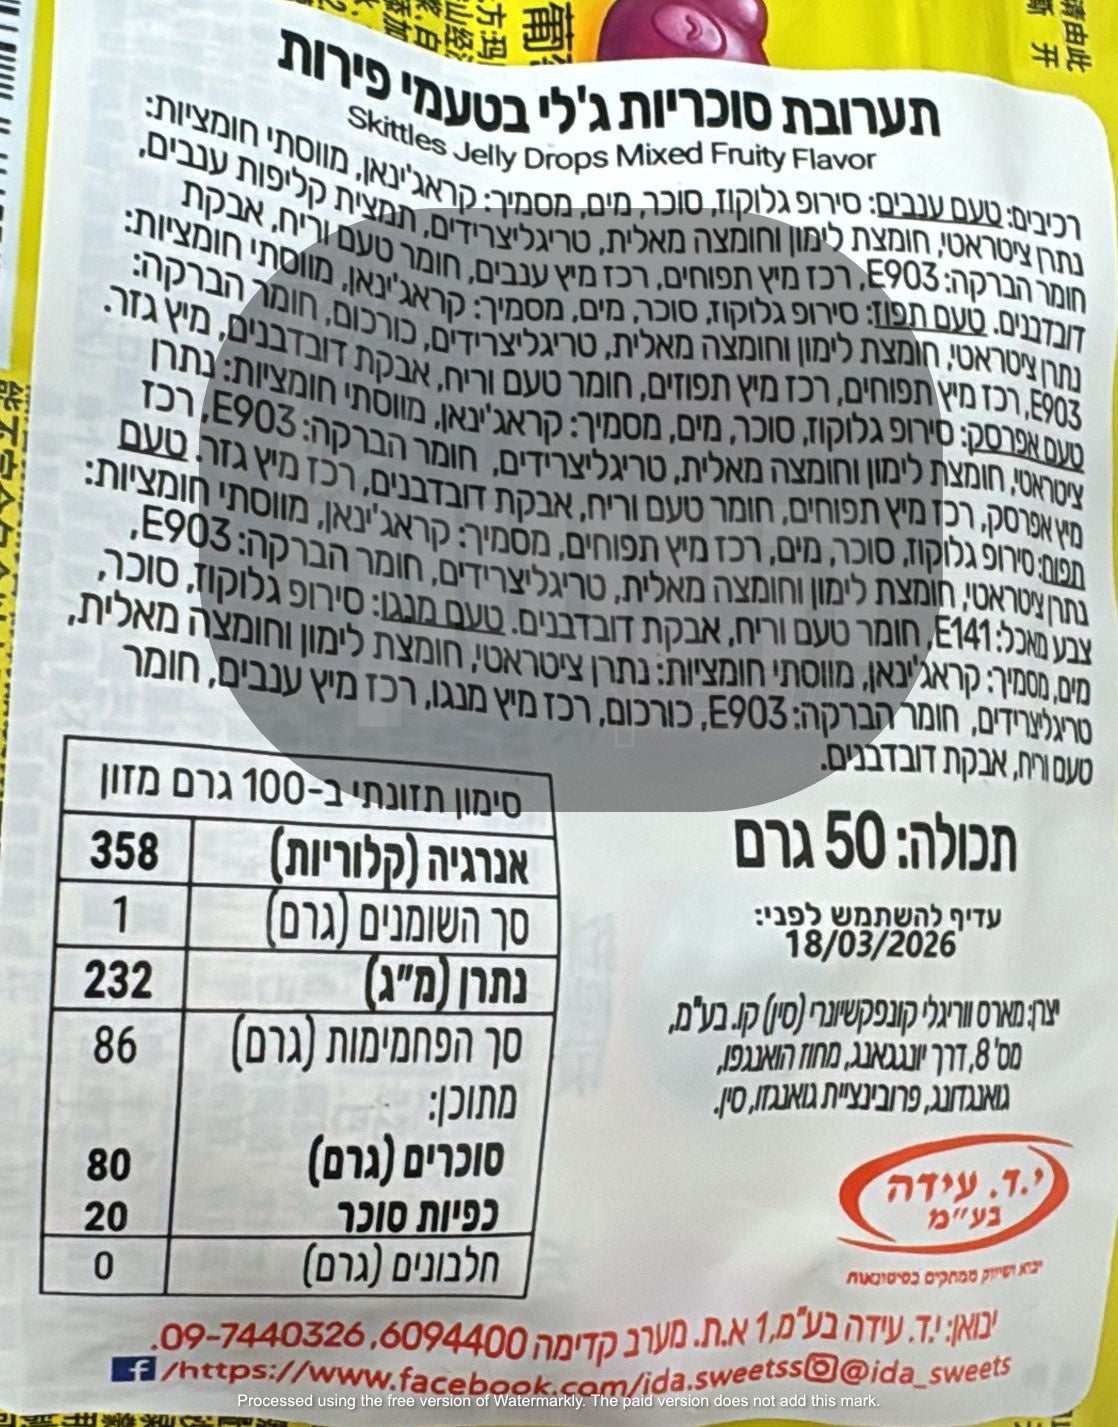 תערובת סוכריות ג'לי בטעמי פירות
Skittles Jelly Drops Mixed Fruity Flavor
רכיבים: טעם ענבים: סירופ גלוקוז, סוכר, מים, מסמיך: קראג'ינאן, מווסתי חומציות:
נתרן ציטראטי, חומצת לימון וחומצה מאלית, טריגליצרידים, תמצית קליפות ענבים,
חומר הברקה: E903, רכז מיץ תפוחים, רכז מיץ ענבים, חומר טעם וריח, אבקת
דובדבנים. טעם תפוז: סירופ גלוקוז, סוכר, מים, מסמיך: קראג'ינאן, מווסתי חומציות:
נתרן ציטראטי, חומצת לימון וחומצה מאלית, טריגליצרידים, כורכום, חומר הברקה:
E903, רכז מיץ תפוחים, רכז מיץ תפוזים, חומר טעם וריח, אבקת דובדבנים, מיץ גזר.
טעם אפרסק: סירופ גלוקוז, סוכר, מים, מסמיך: קראג'ינאן, מווסתי חומציות: נתרן
ציטראטי, חומצת לימון וחומצה מאלית, טריגליצרידים, חומר הברקה: E903, רכז
מיץ אפרסק, רכז מיץ תפוחים, חומר טעם וריח, אבקת דובדבנים, רכז מיץ גזר. טעם
תפוח: סירופ גלוקוז, סוכר, מים, רכז מיץ תפוחים, מסמיך: קראג'ינאן, מווסתי חומציות:
נתרן ציטראטי, חומצת לימון וחומצה מאלית, טריגליצרידים, חומר הברקה: E903,
צבע מאכל: E141, חומר טעם וריח, אבקת דובדבנים. טעם מנגו: סירופ גלוקוז, סוכר,
מים, מסמיך: קראג'ינאן, מווסתי חומציות: נתרן ציטראטי, חומצת לימון וחומצה מאלית,
טריגליצרידים, חומר הברקה: E903, כורכום, רכז מיץ מנגו, רכז מיץ ענבים, חומר
טעם וריח, אבקת דובדבנים.
סימון תזונתי ב-100 גרם מזון
אנרגיה (קלוריות) 358
סך השומנים (גרם) 1
נתרן (מ"ג) 232
סך הפחמימות (גרם) 86
מתוכן:
סוכרים (גרם) 80
כפיות סוכר 20
חלבונים (גרם) 0
תכולה: 50 גרם
עדיף להשתמש לפני:
18/03/2026
יצרן: מארס ווריגלי קונפקשיונרי (סין) קו. בע"מ,
מס' 8, דרך יונגגאנג, מחוז הואנגפו,
גואנגדונג, פרובינציית גואנגזו, סין.
י.ד. עידה
בע"מ
יבוא ושיווק ממתקים בסיטונאות
יבואן: י.ד. עידה בע"מ, 1 א.ת. מערב קדימה 6094400, 09-7440326.
/https://www.facebook.com/ida.sweetss @ida_sweets
Processed using the free version of Watermarkly. The paid version does not add this mark.